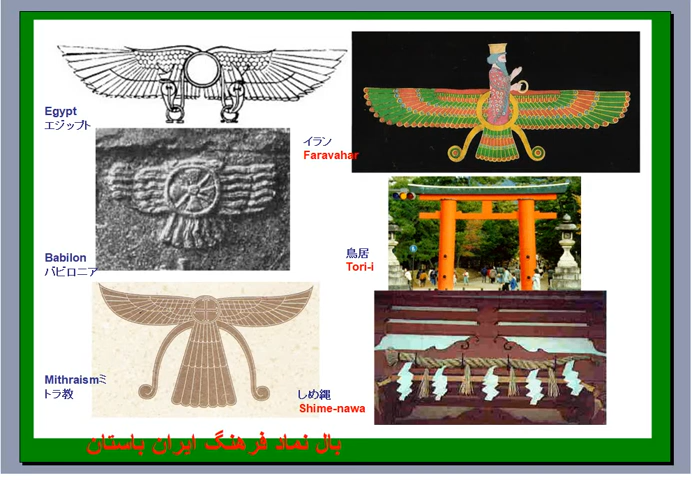 Egypt
エジップト
イラン
Faravahar
Babilon
バビロニア
鳥居
Tori-i
Mithraismミ
トラ教
しめ縄
Shime-nawa
بال نماد فرهنگ ایران باستان